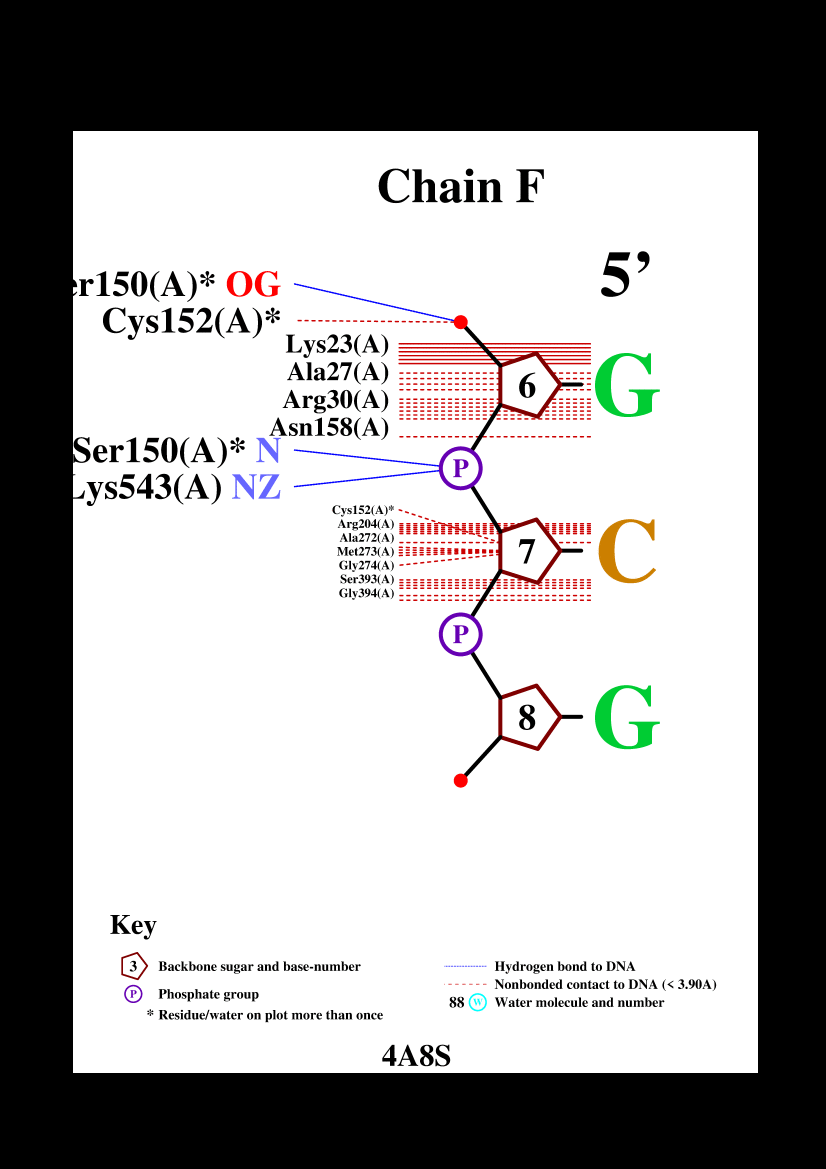 Chain F
5’
er150(A)* OG
Cys152(A)*
Lys23(A)
Ala27(A)
6 G
Arg30(A)
Asn158(A)
Ser150(A)* N
P
Lys543(A) NZ
Cys152(A)*
Arg204(A)
Ala272(A)
Met273(A)
7 C
Gly274(A)
Ser393(A)
Gly394(A)
P
8 G
Key
3 Backbone sugar and base-number
P Phosphate group
* Residue/water on plot more than once
Hydrogen bond to DNA
Nonbonded contact to DNA (< 3.90A)
88 W Water molecule and number
4A8S